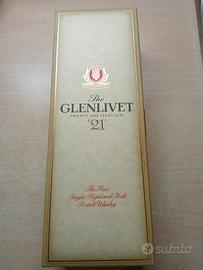 The
GLENLIVET
TWENTY ONE YEARS OLD
"21"
The Pure
Single Highland Malt
Scotch Whisky
subito